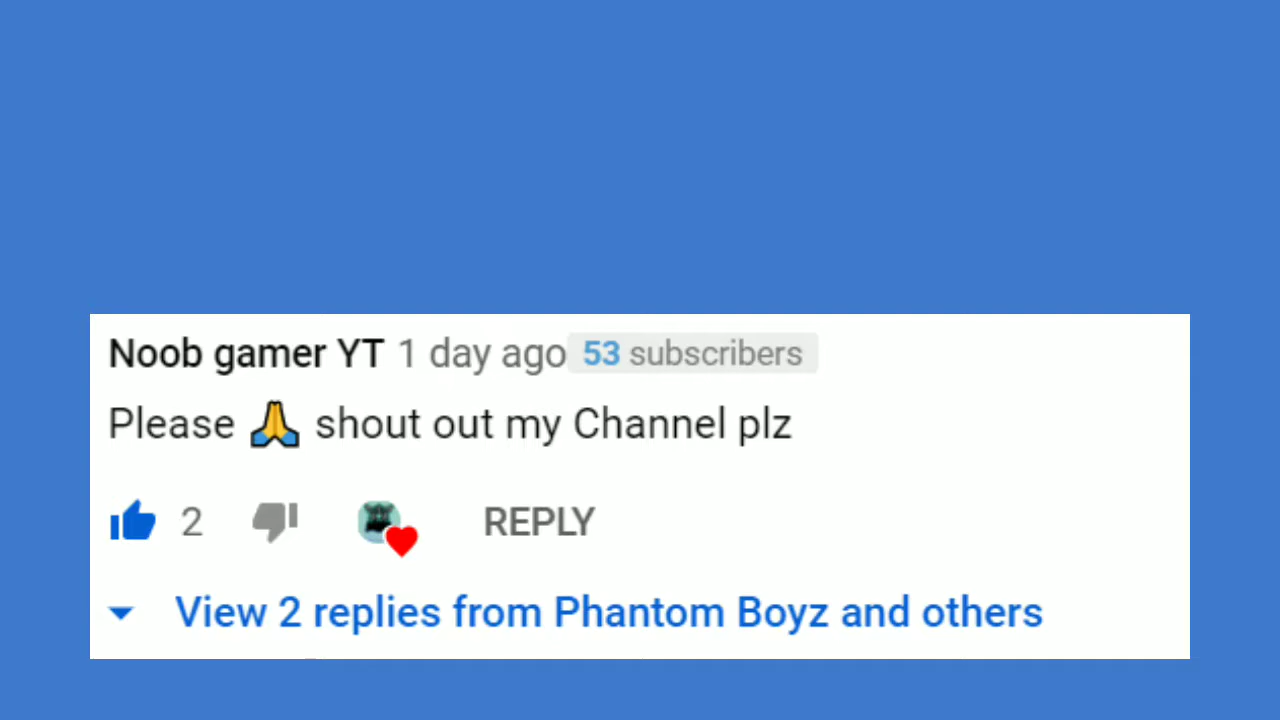 Noob gamer YT 1 day ago 53 subscribers
Please 🙏 shout out my Channel plz
2 REPLY
View 2 replies from Phantom Boyz and others